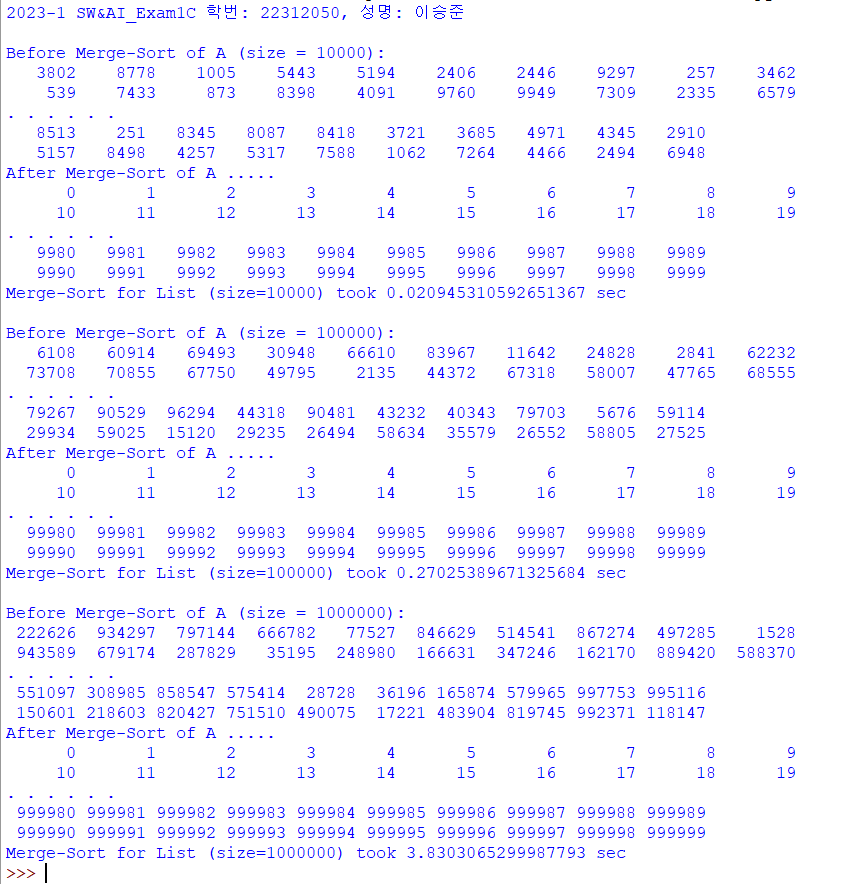 2023-1 SW&AI_Exam1C 학번: 22312050, 성명: 이승준
Before Merge-Sort of A (size = 10000):
3802 8778 1005 5443 5194 2406 2446 9297 257 3462
539 7433 873 8398 4091 9760 9949 7309 2335 6579
. . . . . .
8513 251 8345 8087 8418 3721 3685 4971 4345 2910
5157 8498 4257 5317 7588 1062 7264 4466 2494 6948
After Merge-Sort of A .....
0 1 2 3 4 5 6 7 8 9
10 11 12 13 14 15 16 17 18 19
. . . . . .
9980 9981 9982 9983 9984 9985 9986 9987 9988 9989
9990 9991 9992 9993 9994 9995 9996 9997 9998 9999
Merge-Sort for List (size=10000) took 0.020945310592651367 sec
Before Merge-Sort of A (size = 100000):
6108 60914 69493 30948 66610 83967 11642 24828 2841 62232
73708 70855 67750 49795 2135 44372 67318 58007 47765 68555
. . . . . .
79267 90529 96294 44318 90481 43232 40343 79703 5676 59114
29934 59025 15120 29235 26494 58634 35579 26552 58805 27525
After Merge-Sort of A .....
0 1 2 3 4 5 6 7 8 9
10 11 12 13 14 15 16 17 18 19
. . . . . .
99980 99981 99982 99983 99984 99985 99986 99987 99988 99989
99990 99991 99992 99993 99994 99995 99996 99997 99998 99999
Merge-Sort for List (size=100000) took 0.27025389671325684 sec
Before Merge-Sort of A (size = 1000000):
222626 934297 797144 666782 77527 846629 514541 867274 497285 1528
943589 679174 287829 35195 248980 166631 347246 162170 889420 588370
. . . . . .
551097 308985 858547 575414 28728 36196 165874 579965 997753 995116
150601 218603 820427 751510 490075 17221 483904 819745 992371 118147
After Merge-Sort of A .....
0 1 2 3 4 5 6 7 8 9
10 11 12 13 14 15 16 17 18 19
. . . . . .
999980 999981 999982 999983 999984 999985 999986 999987 999988 999989
999990 999991 999992 999993 999994 999995 999996 999997 999998 999999
Merge-Sort for List (size=1000000) took 3.8303065299987793 sec
>>>